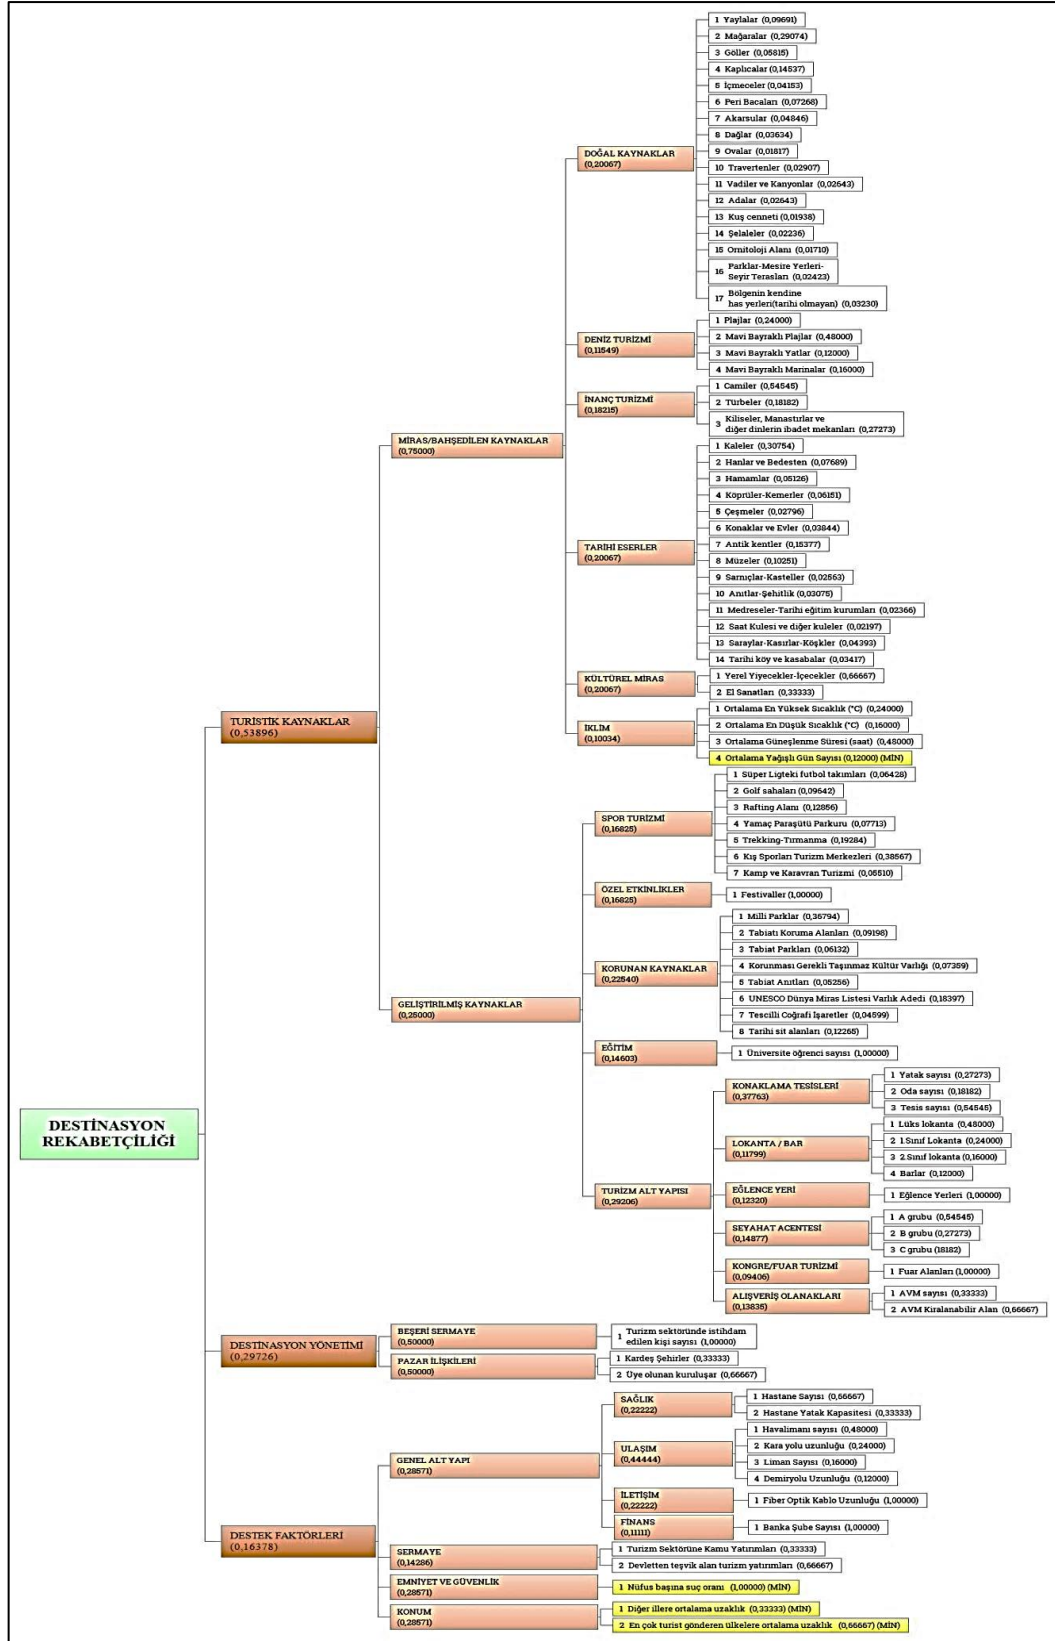 DESTİNASYON
REKABETÇİLİĞİ
TURİSTİK KAYNAKLAR
(0,53896)
MİRAS/BAHŞEDİLEN KAYNAKLAR
(0,75000)
DOĞAL KAYNAKLAR
(0,20067)
1 Yaylalar (0,09691)
2 Mağaralar (0,29074)
3 Göller (0,05815)
4 Kaplıcalar (0,14537)
5 İçmeceler (0,04153)
6 Peri Bacaları (0,07268)
7 Akarsular (0,04846)
8 Dağlar (0,03634)
9 Ovalar (0,01817)
10 Travertenler (0,02907)
11 Vadiler ve Kanyonlar (0,02643)
12 Adalar (0,02643)
13 Kuş cenneti (0,01938)
14 Şelaleler (0,02236)
15 Ornitoloji Alanı (0,01710)
16 Parklar-Mesire Yerleri-
Seyir Terasları (0,02423)
17 Bölgenin kendine
has yerleri(tarihi olmayan) (0,03230)
DENİZ TURİZMİ
(0,11549)
1 Plajlar (0,24000)
2 Mavi Bayraklı Plajlar (0,48000)
3 Mavi Bayraklı Yatlar (0,12000)
4 Mavi Bayraklı Marinalar (0,16000)
İNANÇ TURİZMİ
(0,18215)
1 Camiler (0,54545)
2 Türbeler (0,18182)
3 Kiliseler, Manastırlar ve
diğer dinlerin ibadet mekanları (0,27273)
TARİHİ ESERLER
(0,20067)
1 Kaleler (0,30754)
2 Hanlar ve Bedesten (0,07689)
3 Hamamlar (0,05126)
4 Köprüler-Kemerler (0,06151)
5 Çeşmeler (0,02796)
6 Konaklar ve Evler (0,03844)
7 Antik kentler (0,15377)
8 Müzeler (0,10251)
9 Sarnıçlar-Kasteller (0,02563)
10 Anıtlar-Şehitlik (0,03075)
11 Medreseler-Tarihi eğitim kurumları (0,02366)
12 Saat Kulesi ve diğer kuleler (0,02197)
13 Saraylar-Kasırlar-Köşkler (0,04393)
14 Tarihi köy ve kasabalar (0,03417)
KÜLTÜREL MİRAS
(0,20067)
1 Yerel Yiyecekler-İçecekler (0,66667)
2 El Sanatları (0,33333)
İKLİM
(0,10034)
1 Ortalama En Yüksek Sıcaklık (°C) (0,24000)
2 Ortalama En Düşük Sıcaklık (°C) (0,16000)
3 Ortalama Güneşlenme Süresi (saat) (0,48000)
4 Ortalama Yağışlı Gün Sayısı (0,12000) (MİN)
GELİŞTİRİLMİŞ KAYNAKLAR
(0,25000)
SPOR TURİZMİ
(0,16825)
1 Süper Ligteki futbol takımları (0,06428)
2 Golf sahaları (0,09642)
3 Rafting Alanı (0,12856)
4 Yamaç Paraşütü Parkuru (0,07713)
5 Trekking-Tırmanma (0,19284)
6 Kış Sporları Turizm Merkezleri (0,38567)
7 Kamp ve Karavran Turizmi (0,05510)
ÖZEL ETKİNLİKLER
(0,16825)
1 Festivaller (1,00000)
KORUNAN KAYNAKLAR
(0,22540)
1 Milli Parklar (0,36794)
2 Tabiatı Koruma Alanları (0,09198)
3 Tabiat Parkları (0,06132)
4 Korunması Gerekli Taşınmaz Kültür Varlığı (0,07359)
5 Tabiat Anıtları (0,05256)
6 UNESCO Dünya Miras Listesi Varlık Adedi (0,18397)
7 Tescilli Coğrafi İşaretler (0,04599)
8 Tarihi sit alanları (0,12265)
EĞİTİM
(0,14603)
1 Üniversite öğrenci sayısı (1,00000)
TURİZM ALT YAPISI
(0,29206)
KONAKLAMA TESİSLERİ
(0,37763)
1 Yatak sayısı (0,27273)
2 Oda sayısı (0,18182)
3 Tesis sayısı (0,54545)
LOKANTA / BAR
(0,11799)
1 Lüks lokanta (0,48000)
2 1.Sınıf Lokanta (0,24000)
3 2.Sınıf lokanta (0,16000)
4 Barlar (0,12000)
EĞLENCE YERİ
(0,12320)
1 Eğlence Yerleri (1,00000)
SEYAHAT ACENTESİ
(0,14877)
1 A grubu (0,54545)
2 B grubu (0,27273)
3 C grubu (18182)
KONGRE/FUAR TURİZMİ
(0,09406)
1 Fuar Alanları (1,00000)
ALIŞVERİŞ OLANAKLARI
(0,13835)
1 AVM sayısı (0,33333)
2 AVM Kiralanabilir Alan (0,66667)
DESTİNASYON YÖNETİMİ
(0,29726)
BEŞERİ SERMAYE
(0,50000)
1 Turizm sektöründe istihdam
edilen kişi sayısı (1,00000)
PAZAR İLİŞKİLERİ
(0,50000)
1 Kardeş Şehirler (0,33333)
2 Üye olunan kuruluşar (0,66667)
DESTEK FAKTÖRLERİ
(0,16378)
GENEL ALT YAPI
(0,28571)
SAĞLIK
(0,22222)
1 Hastane Sayısı (0,56667)
2 Hastane Yatak Kapasitesi (0,33333)
ULAŞIM
(0,44444)
1 Havalimanı sayısı (0,48000)
2 Kara yolu uzunluğu (0,24000)
3 Liman Sayısı (0,16000)
4 Demiryolu Uzunluğu (0,12000)
İLETİŞİM
(0,22222)
1 Fiber Optik Kablo Uzunluğu (1,00000)
FİNANS
(0,11111)
1 Banka Şube Sayısı (1,00000)
SERMAYE
(0,14286)
1 Turizm Sektörüne Kamu Yatırımları (0,33333)
2 Devletten teşvik alan turizm yatırımları (0,66667)
EMNİYET VE GÜVENLİK
(0,28571)
1 Nüfus başına suç oranı (1,00000) (MİN)
KONUM
(0,28571)
1 Diğer illere ortalama uzaklık (0,33333) (MİN)
2 En çok turist gönderen ülkelere ortalama uzaklık (0,66667) (MİN)